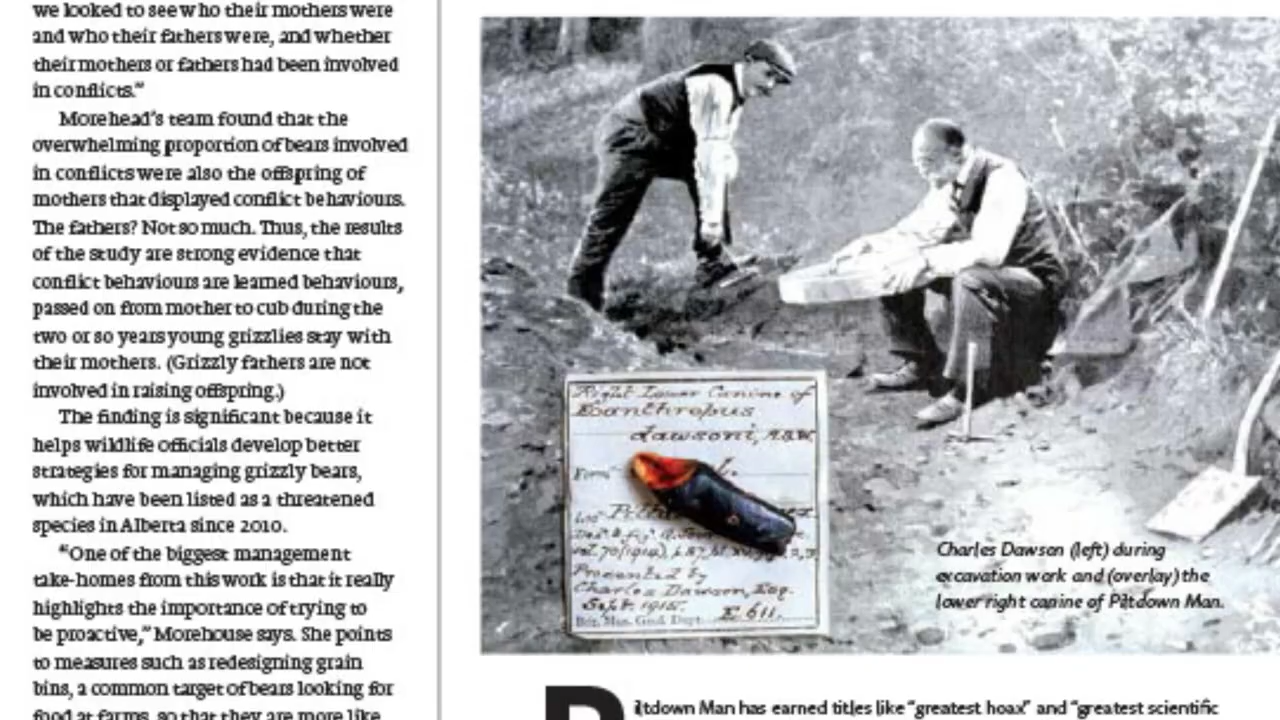 we looked to see who their mothers were
and who their fathers were, and whether
their mothers or fathers had been involved
in conflicts.”
Morehead’s team found that the
overwhelming proportion of bears involved
in conflicts were also the offspring of
mothers that displayed conflict behaviours.
The fathers? Not so much. Thus, the results
of the study are strong evidence that
conflict behaviours are learned behaviours,
passed on from mother to cub during the
two or so years young grizzlies stay with
their mothers. (Grizzly fathers are not
involved in raising offspring.)
The finding is significant because it
helps wildlife officials develop better
strategies for managing grizzly bears,
which have been listed as a threatened
species in Alberta since 2010.
“One of the biggest management
take-homes from this work is that it really
highlights the importance of trying to
be proactive,” Morehouse says. She points
to measures such as redesigning grain
bins, a common target of bears looking for
food at farms, so that they are more like
Right Lower Canine of
Eoanthropus
dawsoni, A.S.W.
Form
Loc
Presented by
Charles Dawson, Esq.
Sept. 1915.
E. 611.
Charles Dawson (left) during
excavation work and (overlay) the
lower right canine of Piltdown Man.
Piltdown Man has earned titles like “greatest hoax” and “greatest scientific